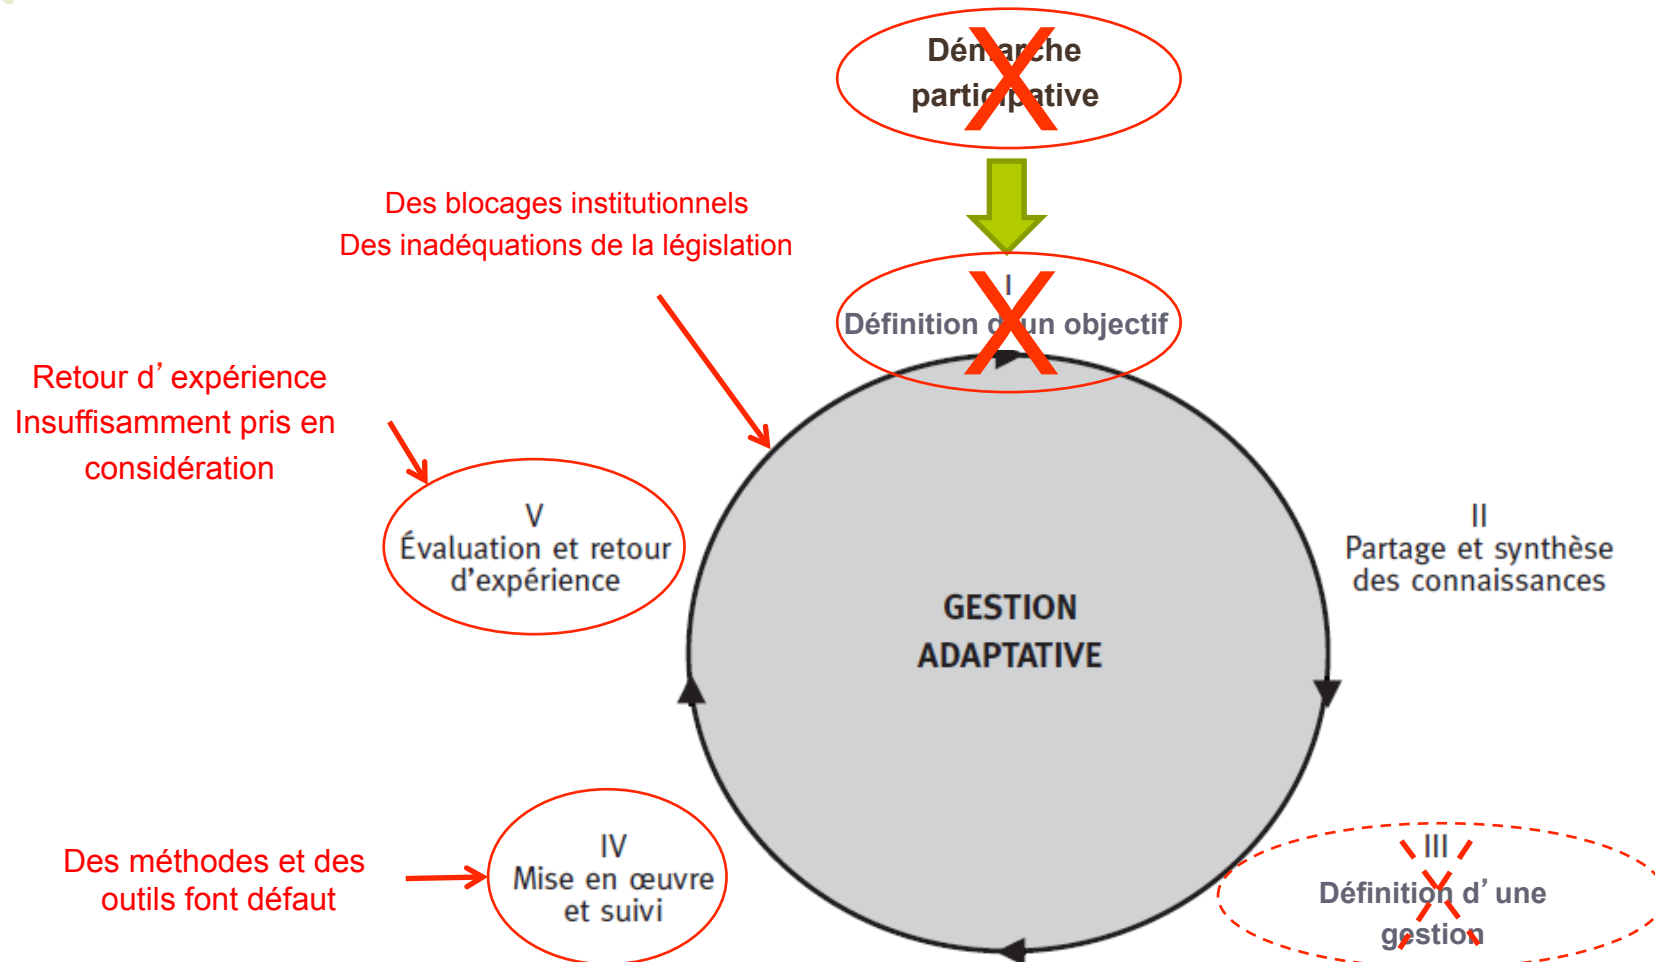 Démarche
participative
Des blocages institutionnels
Des inadéquations de la législation
I
Définition d'un objectif
Retour d'expérience
Insuffisamment pris en
considération
V
Évaluation et retour
d'expérience
II
Partage et synthèse
des connaissances
GESTION
ADAPTATIVE
Des méthodes et des
outils font défaut
IV
Mise en œuvre
et suivi
III
Définition d'une
gestion